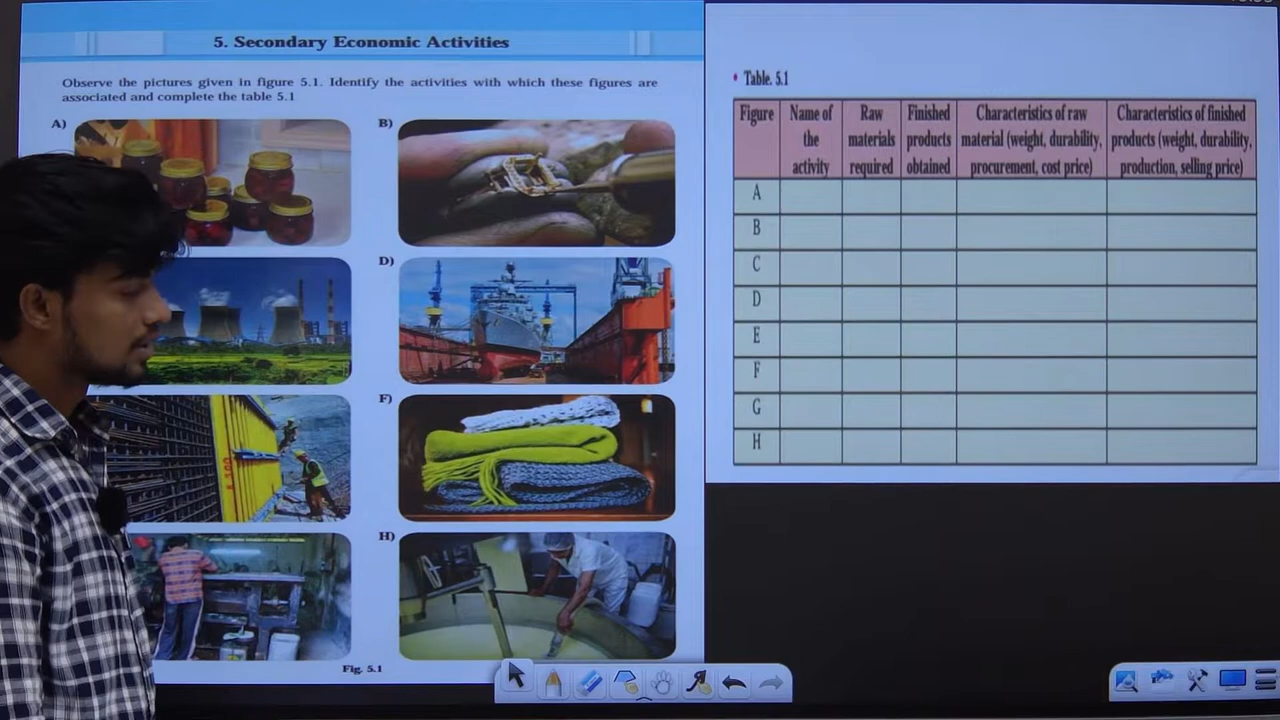 5. Secondary Economic Activities
Observe the pictures given in figure 5.1. Identify the activities with which these figures are
associated and complete the table 5.1
A)
B)
D)
F)
H)
Fig. 5.1
• Table. 5.1
Figure
Name of
the
activity
Raw
materials
required
Finished
products
obtained
Characteristics of raw
material (weight, durability,
procurement, cost price)
Characteristics of finished
products (weight, durability,
production, selling price)
A
B
C
D
E
F
G
H